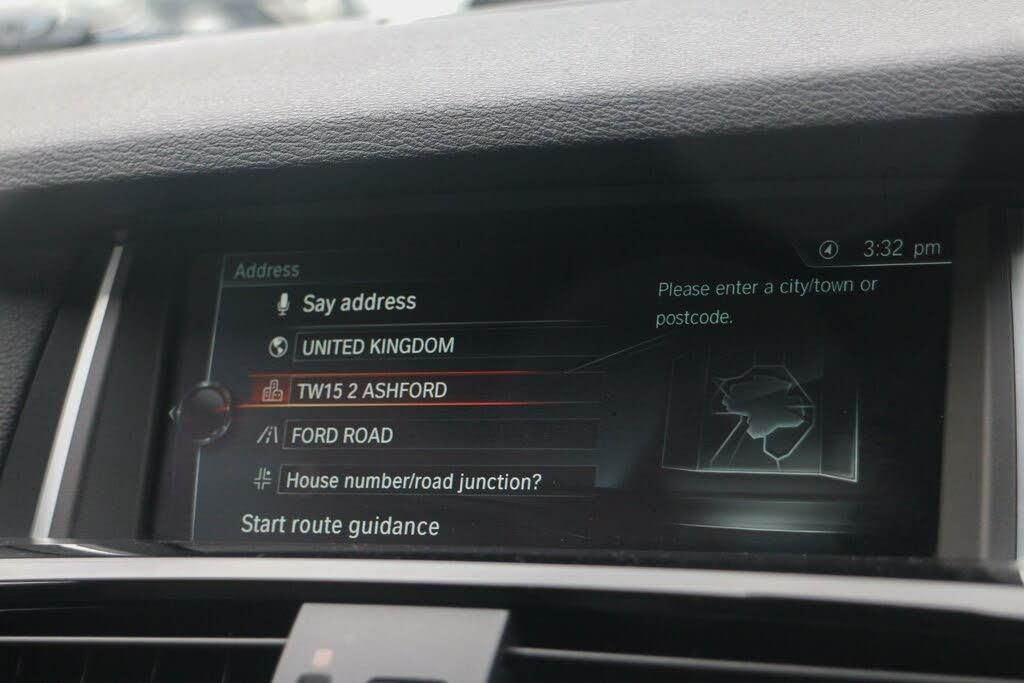 3:32 pm
Address
Say address
UNITED KINGDOM
TW15 2 ASHFORD
FORD ROAD
House number/road junction?
Start route guidance
Please enter a city/town or
postcode.